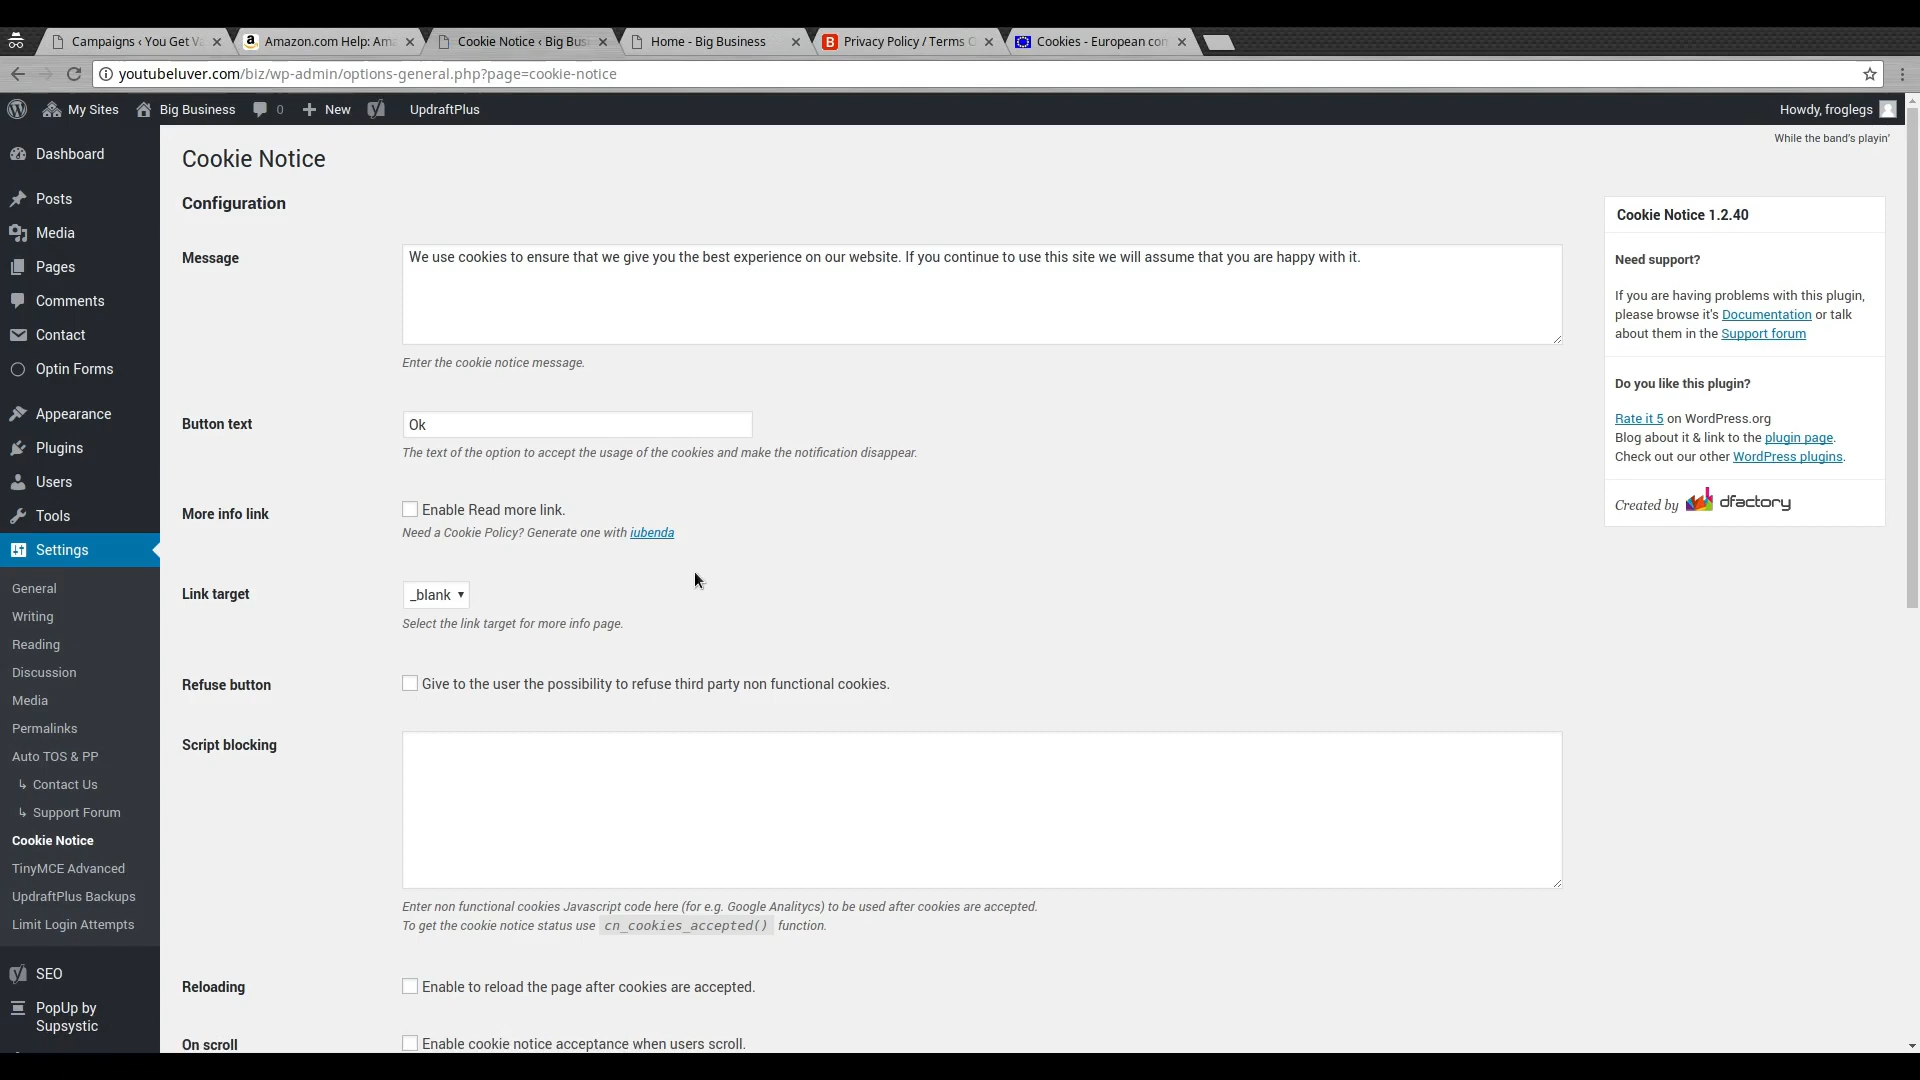 Campaigns ‹ You Get V
Amazon.com Help: Ama
Cookie Notice ‹ Big Busi
Home - Big Business
Privacy Policy / Terms C
Cookies - European con
youtubeluver.com/biz/wp-admin/options-general.php?page=cookie-notice
My Sites
Big Business
0
New
UpdraftPlus
Howdy, froglegs
While the band's playin'
Dashboard
Posts
Media
Pages
Comments
Contact
Optin Forms
Appearance
Plugins
Users
Tools
Settings
General
Writing
Reading
Discussion
Media
Permalinks
Auto TOS & PP
↳ Contact Us
↳ Support Forum
Cookie Notice
TinyMCE Advanced
UpdraftPlus Backups
Limit Login Attempts
SEO
PopUp by
Supsystic
Cookie Notice
Configuration
Message
We use cookies to ensure that we give you the best experience on our website. If you continue to use this site we will assume that you are happy with it.
Enter the cookie notice message.
Button text
Ok
The text of the option to accept the usage of the cookies and make the notification disappear.
More info link
Enable Read more link.
Need a Cookie Policy? Generate one with iubenda
Link target
_blank
Select the link target for more info page.
Refuse button
Give to the user the possibility to refuse third party non functional cookies.
Script blocking
Enter non functional cookies Javascript code here (for e.g. Google Analitycs) to be used after cookies are accepted.
To get the cookie notice status use cn_cookies_accepted() function.
Reloading
Enable to reload the page after cookies are accepted.
On scroll
Enable cookie notice acceptance when users scroll.
Cookie Notice 1.2.40
Need support?
If you are having problems with this plugin,
please browse it's Documentation or talk
about them in the Support forum
Do you like this plugin?
Rate it 5 on WordPress.org
Blog about it & link to the plugin page.
Check out our other WordPress plugins.
Created by dfactory